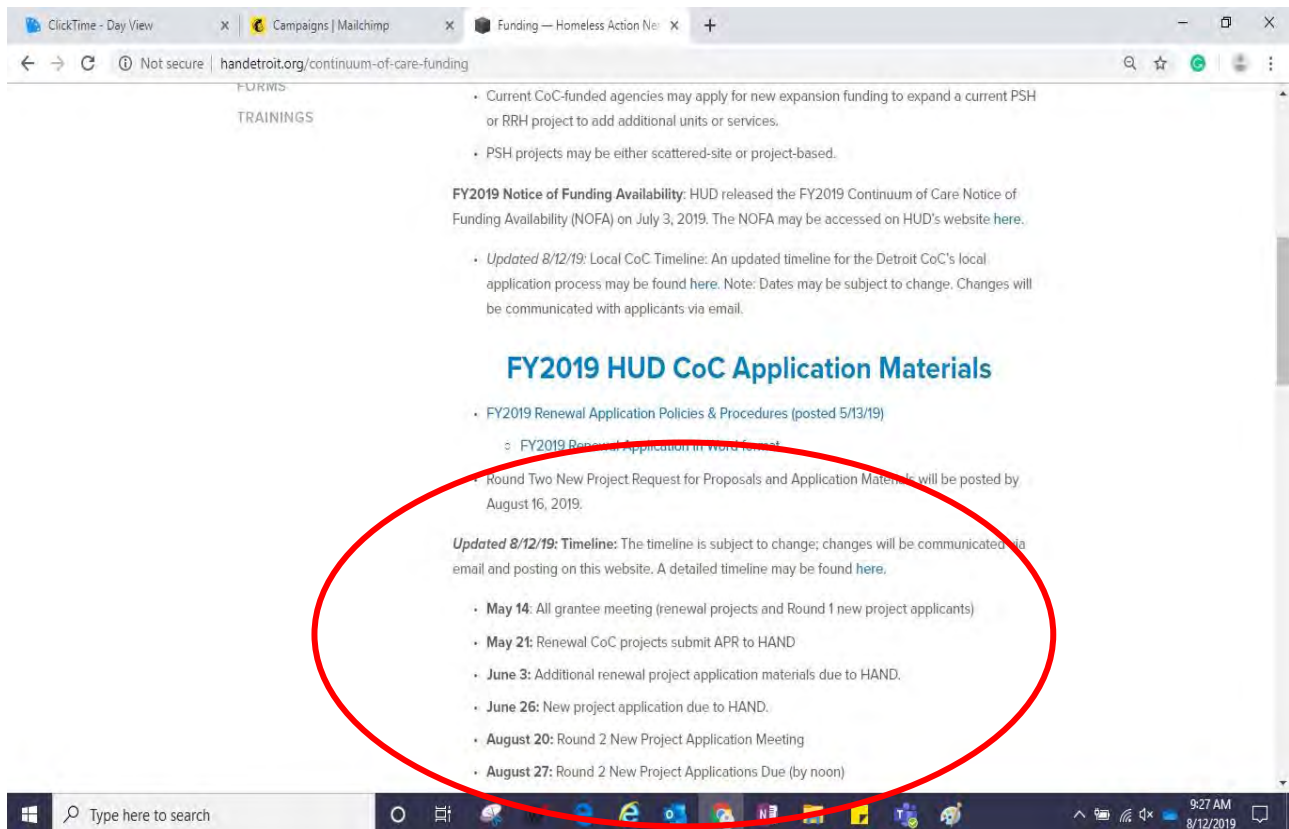 ClickTime - Day View
Campaigns | Mailchimp
Funding — Homeless Action Ne
Not secure | handetroit.org/continuum-of-care-funding
FORMS
TRAININGS
• Current CoC-funded agencies may apply for new expansion funding to expand a current PSH
or RRH project to add additional units or services.
• PSH projects may be either scattered-site or project-based.
FY2019 Notice of Funding Availability: HUD released the FY2019 Continuum of Care Notice of
Funding Availability (NOFA) on July 3, 2019. The NOFA may be accessed on HUD's website here.
• Updated 8/12/19: Local CoC Timeline: An updated timeline for the Detroit CoC's local
application process may be found here. Note: Dates may be subject to change. Changes will
be communicated with applicants via email.
FY2019 HUD CoC Application Materials
• FY2019 Renewal Application Policies & Procedures (posted 5/13/19)
○ FY2019 Renewal Application in Word format
• Round Two New Project Request for Proposals and Application Materials will be posted by
August 16, 2019.
Updated 8/12/19: Timeline: The timeline is subject to change; changes will be communicated via
email and posting on this website. A detailed timeline may be found here.
• May 14: All grantee meeting (renewal projects and Round 1 new project applicants)
• May 21: Renewal CoC projects submit APR to HAND
• June 3: Additional renewal project application materials due to HAND.
• June 26: New project application due to HAND.
• August 20: Round 2 New Project Application Meeting
• August 27: Round 2 New Project Applications Due (by noon)
Type here to search
9:27 AM
8/12/2019